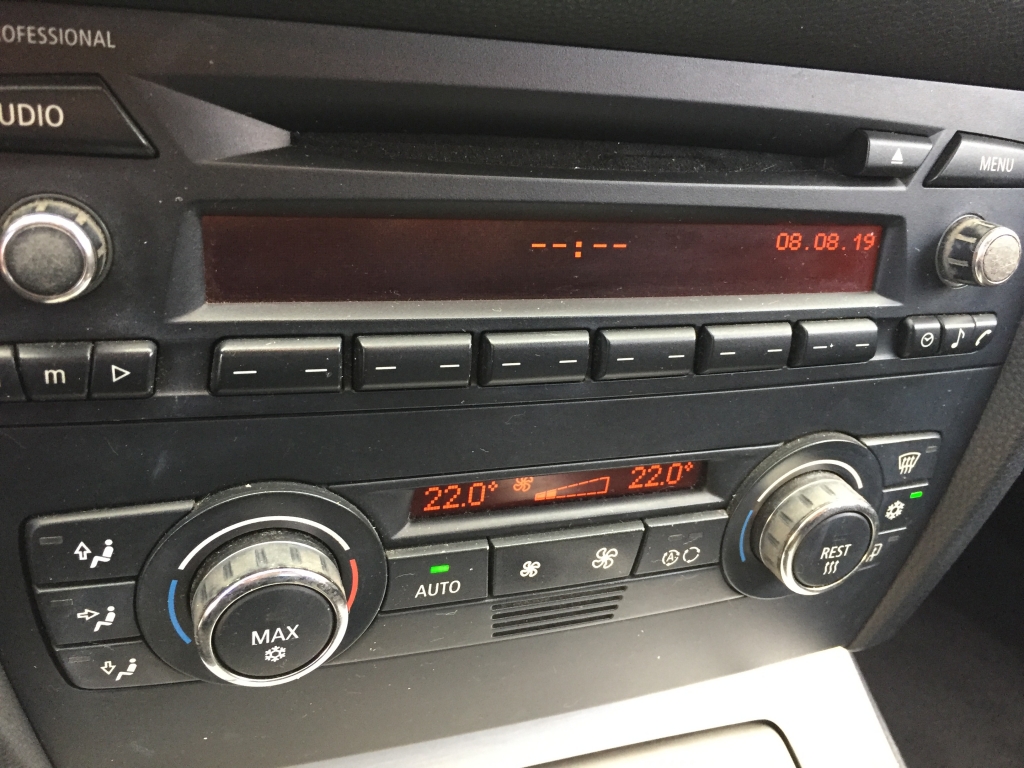 OFESSIONAL
UDIO
MENU
--:-- 08.08.19
m
22.0° 22.0°
AUTO
A
MAX
REST